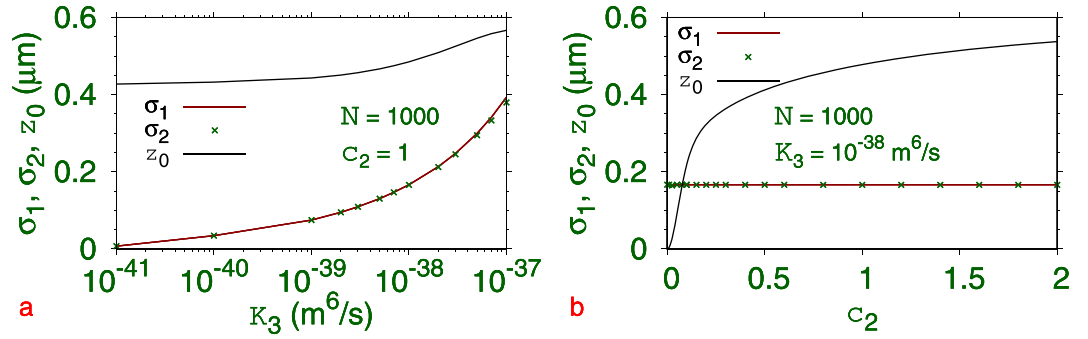 0.6
0.4
0.2
0
σ1, σ2, z0 (μm)
σ1
σ2
z0
N = 1000
c2 = 1
10^-41 10^-40 10^-39 10^-38 10^-37
a
K3 (m^6/s)
0.6
0.4
0.2
0
σ1, σ2, z0 (μm)
σ1
σ2
z0
N = 1000
K3 = 10^-38 m^6/s
0 0.5 1 1.5 2
b
c2